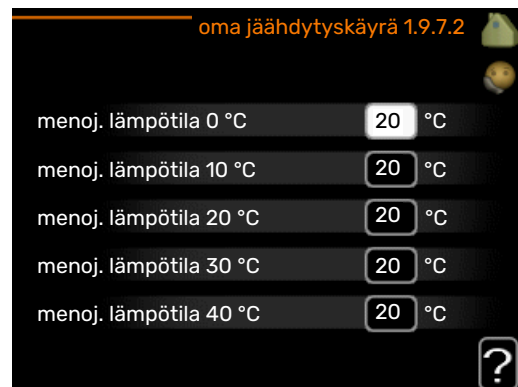 oma jäähdytyskäyrä 1.9.7.2
menoj. lämpötila 0 °C 20 °C
menoj. lämpötila 10 °C 20 °C
menoj. lämpötila 20 °C 20 °C
menoj. lämpötila 30 °C 20 °C
menoj. lämpötila 40 °C 20 °C
?